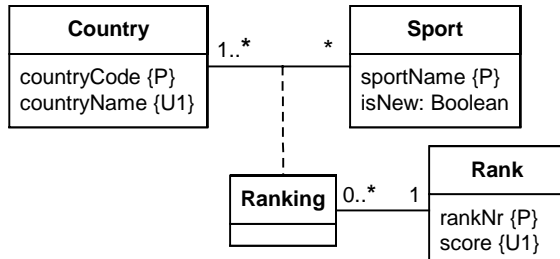 Country
countryCode {P}
countryName {U1}
1..*
*
Sport
sportName {P}
isNew: Boolean
Ranking
0..*
1
Rank
rankNr {P}
score {U1}